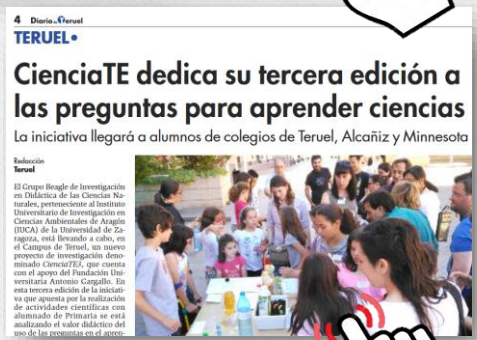 4 Diario de Teruel
TERUEL•
CienciaTE dedica su tercera edición a
las preguntas para aprender ciencias
La iniciativa llegará a alumnos de colegios de Teruel, Alcañiz y Minnesota
Redacción
Teruel
El Grupo Beagle de Investigación
en Didáctica de las Ciencias Na-
turales, perteneciente al Instituto
Universitario de Investigación en
Ciencias Ambientales de Aragón
(IUCA) de la Universidad de Za-
ragoza, está llevando a cabo, en
el Campus de Teruel, un nuevo
proyecto de investigación deno-
minado CienciaTE3, que cuenta
con el apoyo del Fundación Uni-
versitaria Antonio Gargallo. En
esta tercera edición de la iniciati-
va que apuesta por la realización
de actividades científicas con
alumnado de Primaria se está
analizando el valor didáctico del
uso de las preguntas en el apren-